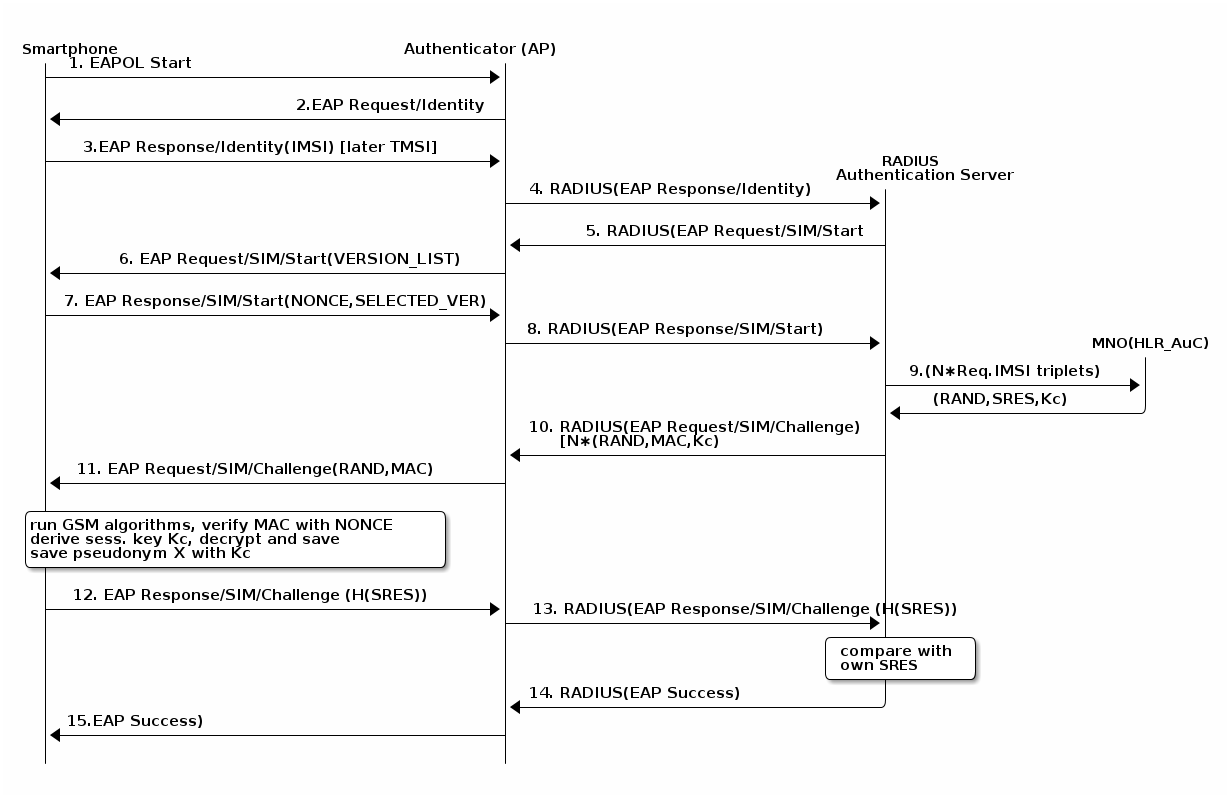 Smartphone
Authenticator (AP)
1. EAPOL Start
2.EAP Request/Identity
3.EAP Response/Identity(IMSI) [later TMSI]
RADIUS
Authentication Server
4. RADIUS(EAP Response/Identity)
5. RADIUS(EAP Request/SIM/Start
6. EAP Request/SIM/Start(VERSION_LIST)
7. EAP Response/SIM/Start(NONCE,SELECTED_VER)
8. RADIUS(EAP Response/SIM/Start)
MNO(HLR_AuC)
9.(N*Req.IMSI triplets)
(RAND,SRES,Kc)
10. RADIUS(EAP Request/SIM/Challenge)
[N*(RAND,MAC,Kc)
11. EAP Request/SIM/Challenge(RAND,MAC)
run GSM algorithms, verify MAC with NONCE
derive sess. key Kc, decrypt and save
save pseudonym X with Kc
12. EAP Response/SIM/Challenge (H(SRES))
13. RADIUS(EAP Response/SIM/Challenge (H(SRES))
compare with
own SRES
14. RADIUS(EAP Success)
15.EAP Success)